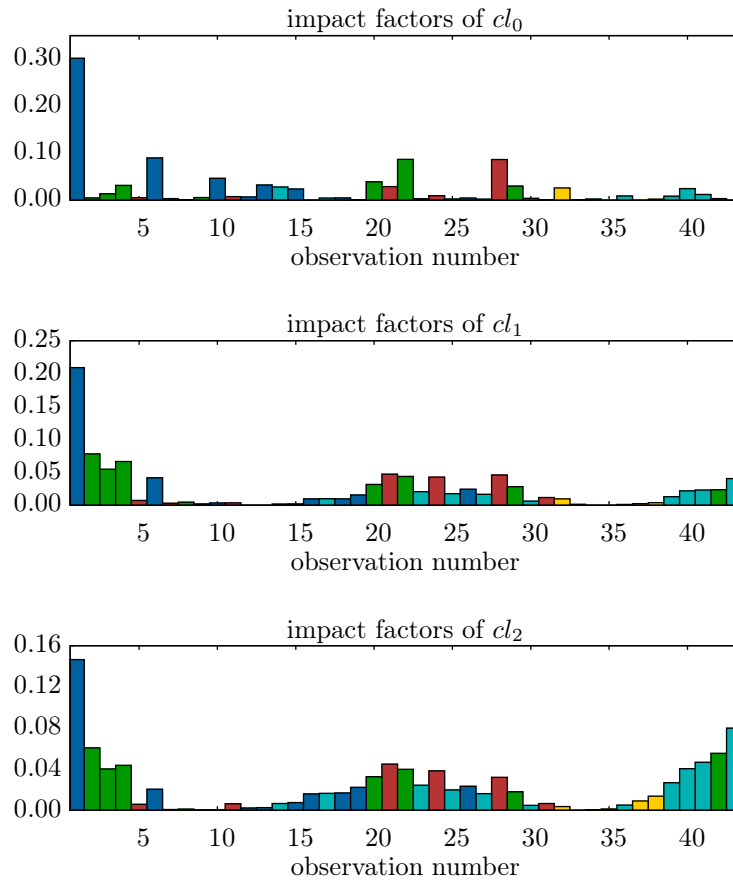 impact factors of cl₀
0.30
0.20
0.10
0.00
5 10 15 20 25 30 35 40
observation number
impact factors of cl₁
0.25
0.20
0.15
0.10
0.05
0.00
5 10 15 20 25 30 35 40
observation number
impact factors of cl₂
0.16
0.12
0.08
0.04
0.00
5 10 15 20 25 30 35 40
observation number